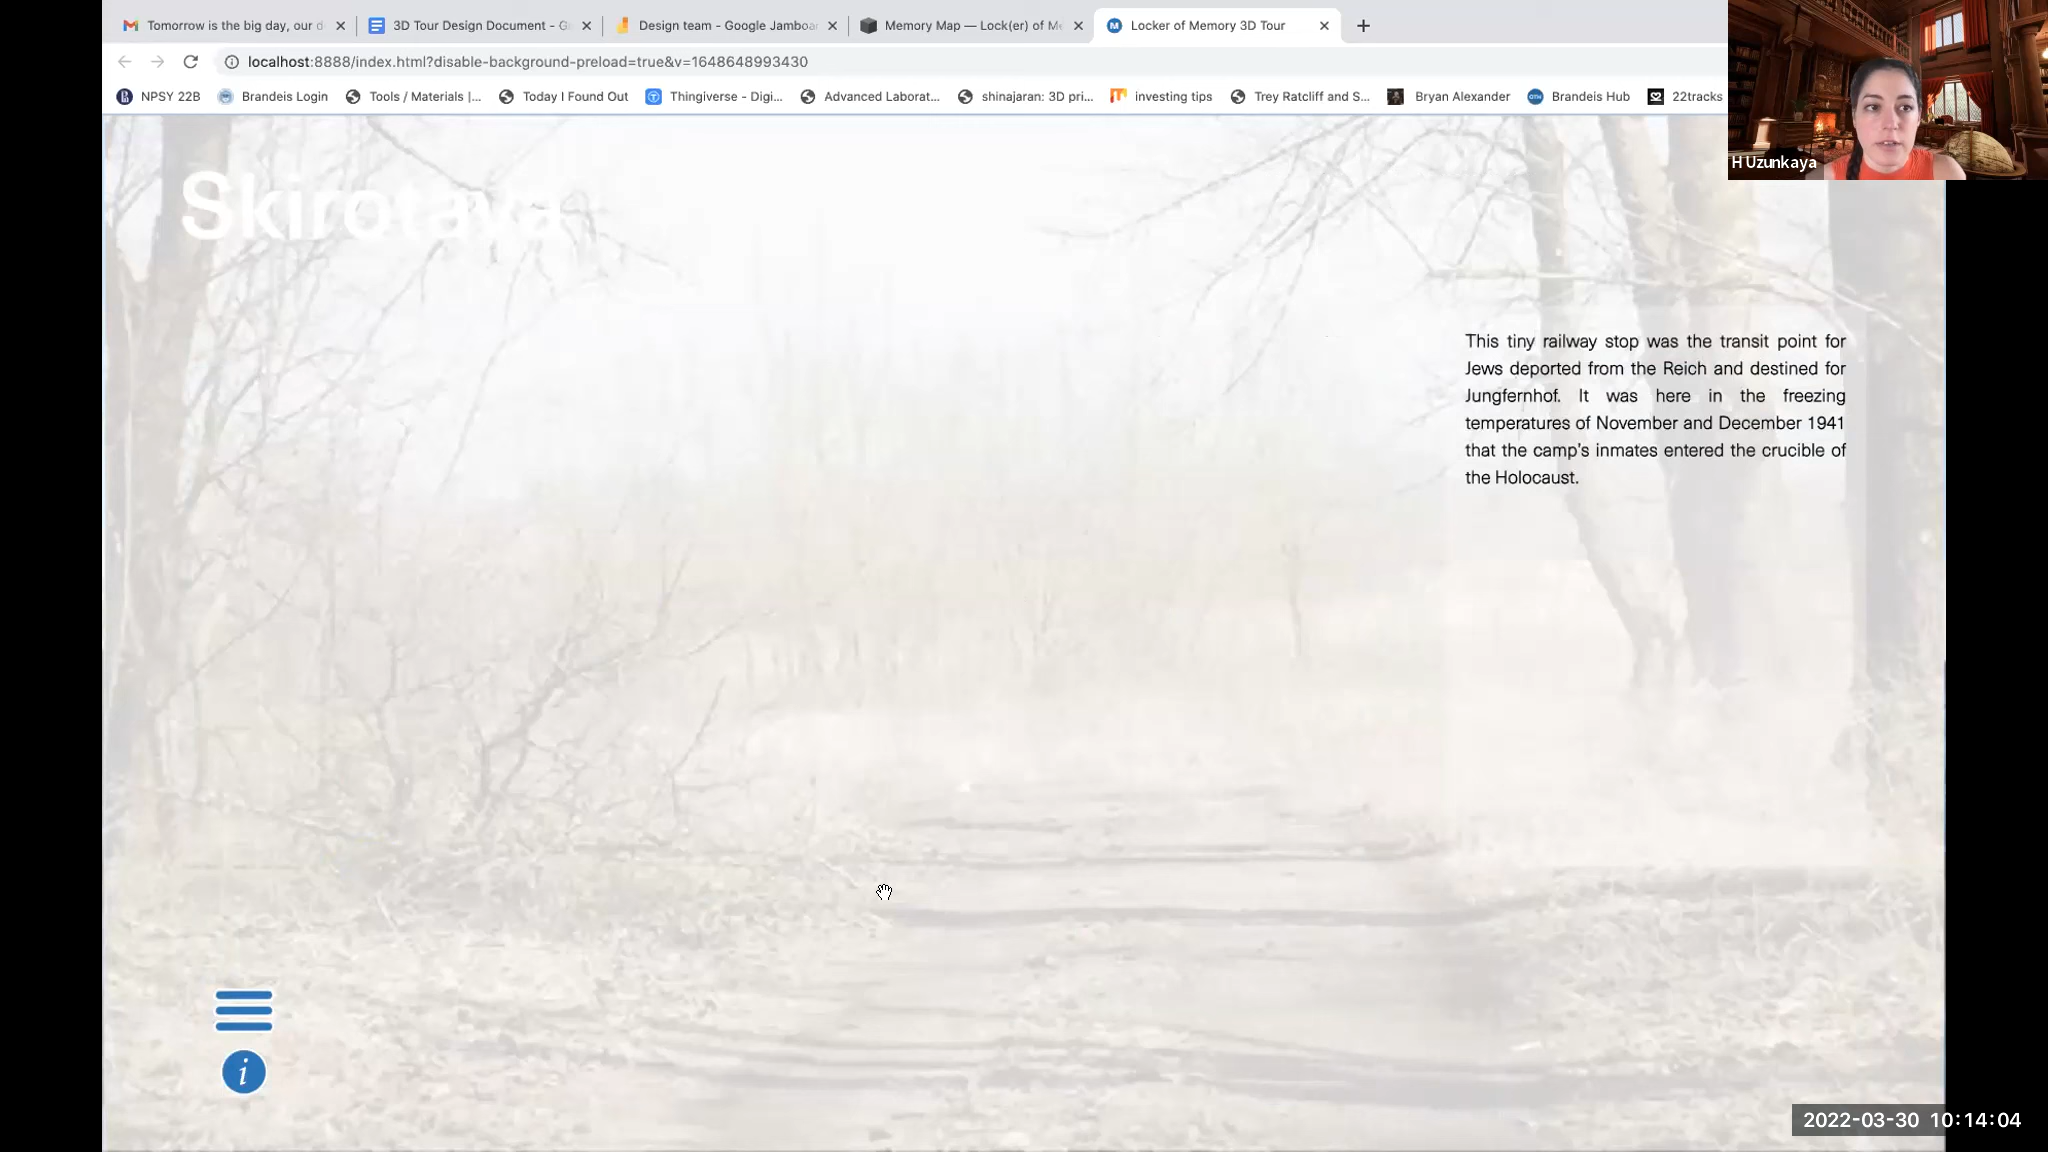 Tomorrow is the big day, our d
3D Tour Design Document - G
Design team - Google Jamboar
Memory Map — Lock(er) of Me
Locker of Memory 3D Tour
localhost:8888/index.html?disable-background-preload=true&v=1648648993430
NPSY 22B
Brandeis Login
Tools / Materials |...
Today I Found Out
Thingiverse - Digi...
Advanced Laborat...
shinajaran: 3D pri...
investing tips
Trey Ratcliff and S...
Bryan Alexander
Brandeis Hub
22tracks
H Uzunkaya
Skirotava
This tiny railway stop was the transit point for
Jews deported from the Reich and destined for
Jungfernhof. It was here in the freezing
temperatures of November and December 1941
that the camp's inmates entered the crucible of
the Holocaust.
i
2022-03-30 10:14:04